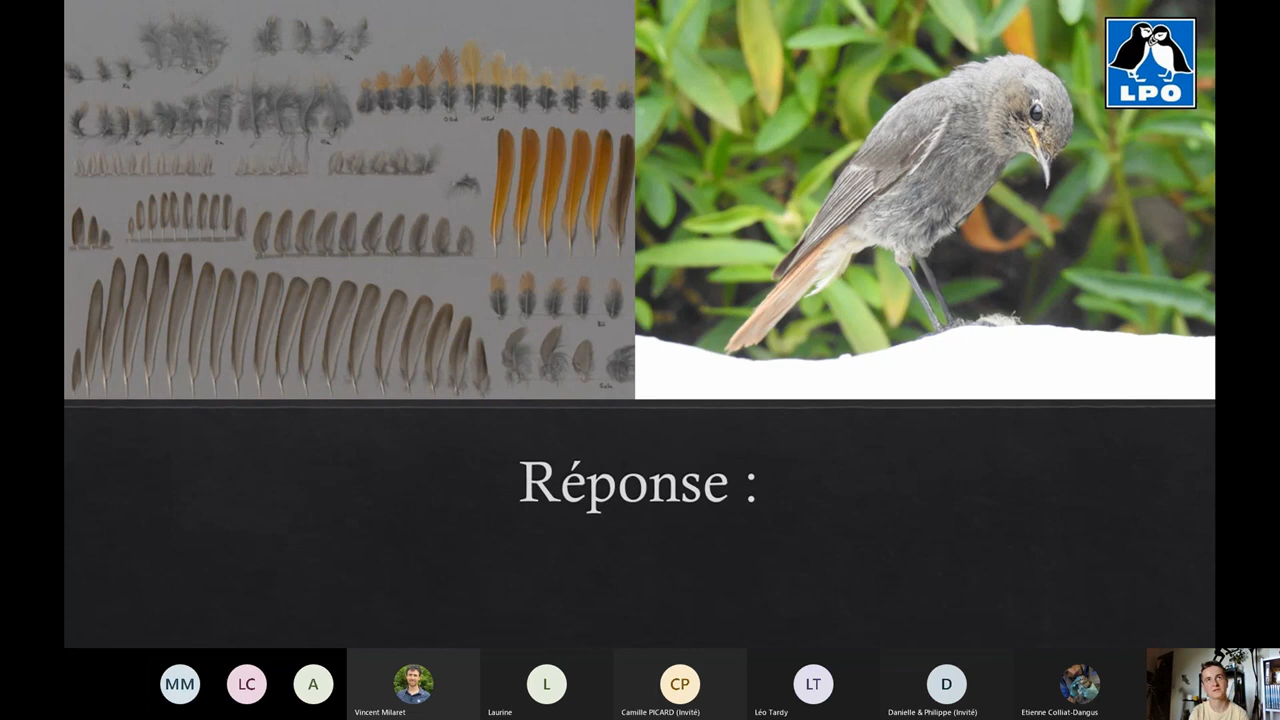 LPO
Réponse :
MM
LC
A
L
CP
LT
D
Vincent Milaret
Laurine
Camille PICARD (Invité)
Léo Tardy
Danielle & Philippe (Invité)
Etienne Colliat-Dangus